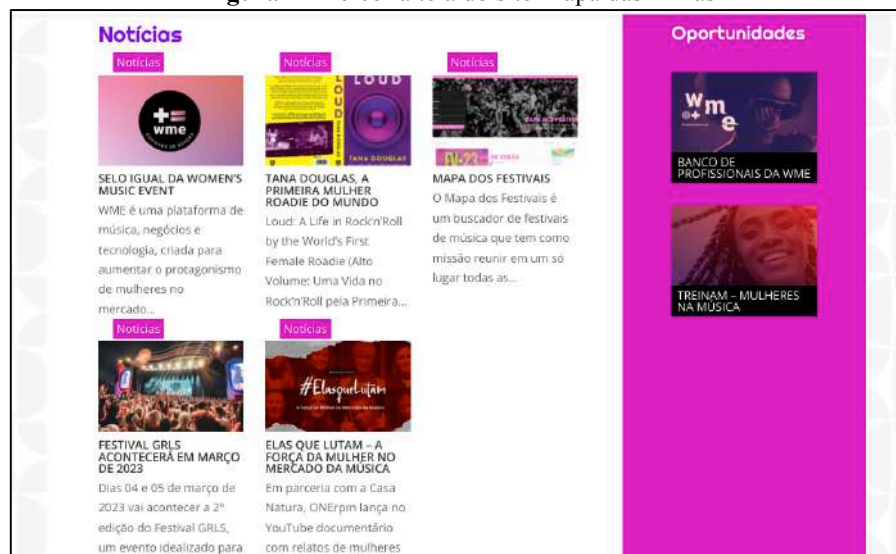 Notícias
Oportunidades
Notícias
Notícias
Notícias
wme
LOUD
TANA DOUGLAS
SELO IGUAL DA WOMEN'S
MUSIC EVENT
WME é uma plataforma de
música, negócios e
tecnologia, criada para
aumentar o protagonismo
de mulheres no
mercado...
TANA DOUGLAS, A
PRIMEIRA MULHER
ROADIE DO MUNDO
Loud: A Life in Rock'n'Roll
by the World's First
Female Roadie (Alto
Volume: Uma Vida no
Rock'n'Roll pela Primeira...
MAPA DOS FESTIVAIS
O Mapa dos Festivais é
um buscador de festivais
de música que tem como
missão reunir em um só
lugar todas as...
Notícias
Notícias
#ElasqueLutam
FESTIVAL GRLS
ACONTECERÁ EM MARÇO
DE 2023
Dias 04 e 05 de março de
2023 vai acontecer a 2ª
edição do Festival GRLS,
um evento idealizado para
ELAS QUE LUTAM – A
FORÇA DA MULHER NO
MERCADO DA MÚSICA
Em parceria com a Casa
Natura, ONErpm lança no
YouTube documentário
com relatos de mulheres
wme
BANCO DE
PROFISSIONAIS DA WME
TREINAM – MULHERES
NA MÚSICA